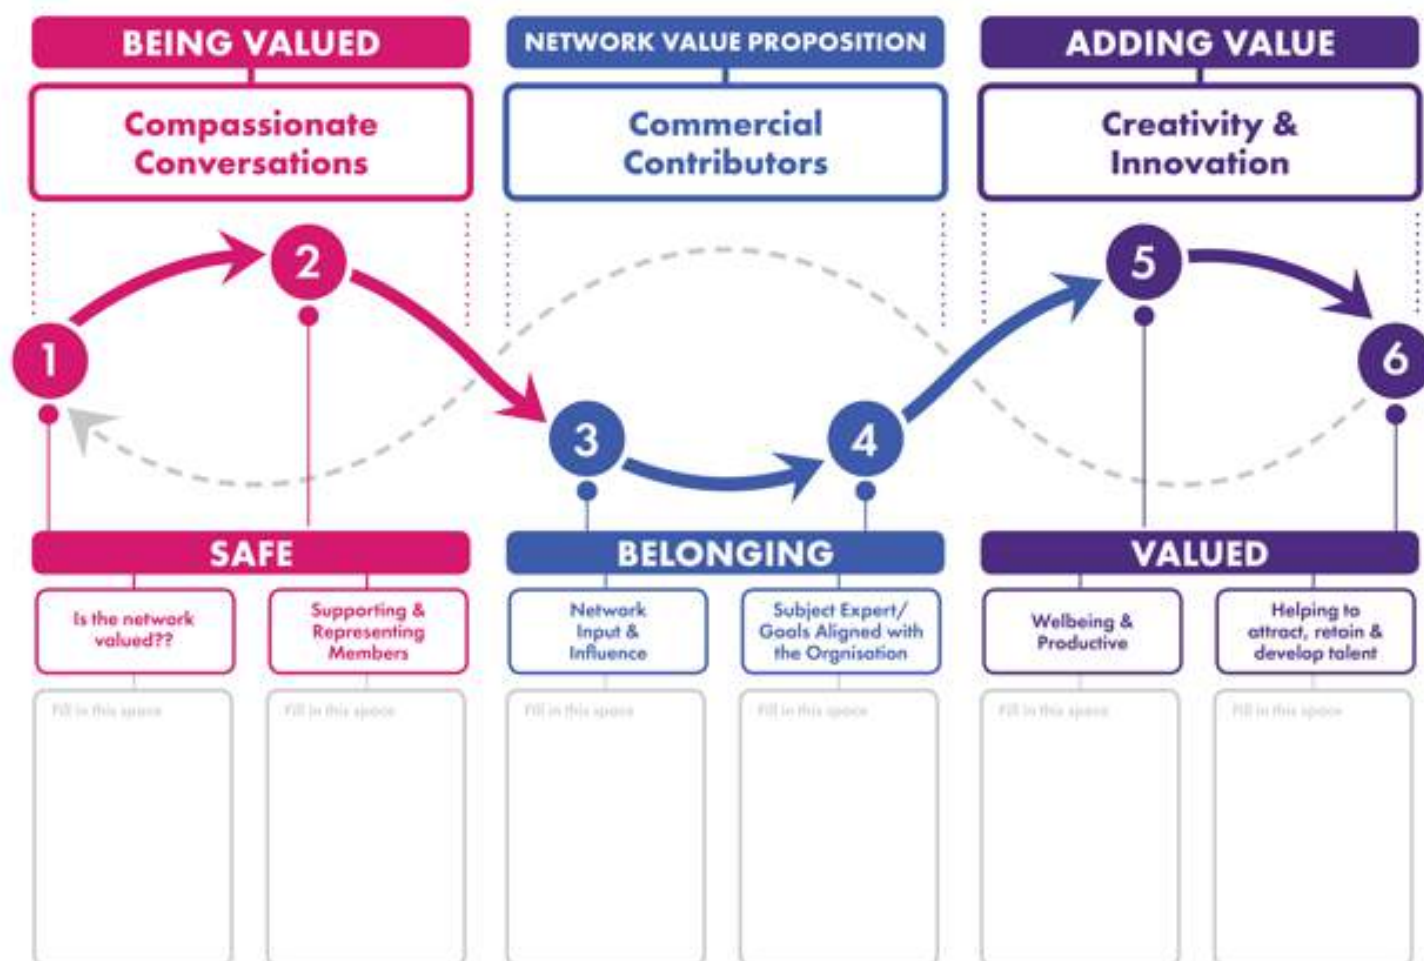 BEING VALUED
NETWORK VALUE PROPOSITION
ADDING VALUE
Compassionate
Conversations
Commercial
Contributors
Creativity &
Innovation
1
2
3
4
5
6
SAFE
BELONGING
VALUED
Is the network
valued??
Supporting &
Representing
Members
Network
Input &
Influence
Subject Expert/
Goals Aligned with
the Orgnisation
Welbeing &
Productive
Helping to
attract, retain &
develop talent
Fill in this space
Fill in this space
Fill in this space
Fill in this space
Fill in this space
Fill in this space